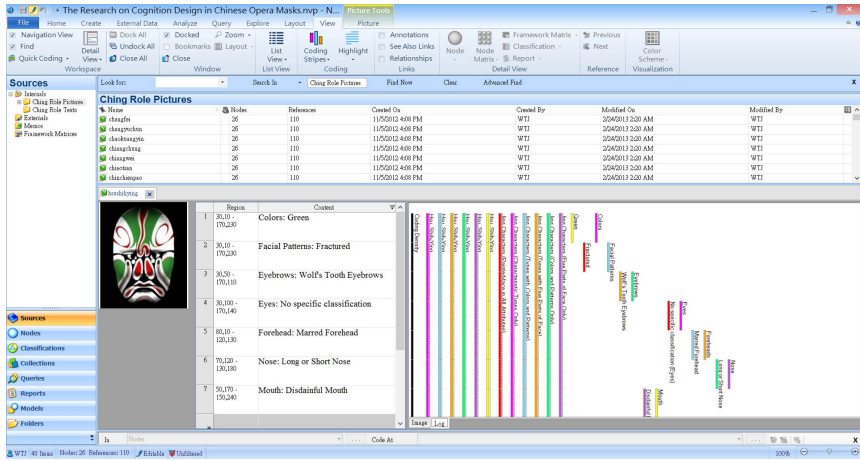 The Research on Cognition Design in Chinese Opera Masks.nvp - N...
Picture Tools
File Home Create External Data Analyze Query Explore Layout View Picture
Navigation View
Find
Quick Coding
Detail View
Dock All
Undock All
Close All
Docked
Bookmarks
Close
Zoom
Layout
List View
Coding Stripes
Highlight
Annotations
See Also Links
Relationships
Node
Node Matrix
Framework Matrix
Classification
Report
Previous
Next
Color Scheme
Workspace Window List View Coding Links Detail View Reference Visualization
Sources
Internals
Ching Role Pictures
Ching Role Texts
Externals
Memos
Framework Matrices
Look for: Search In Ching Role Pictures Find Now Clear Advanced Find X
Ching Role Pictures
Name Nodes References Created On Created By Modified On Modified By
changfei 26 110 11/5/2012 4:08 PM WTJ 2/24/2013 2:20 AM WTJ
changyuchun 26 110 11/5/2012 4:08 PM WTJ 2/24/2013 2:20 AM WTJ
chaokuangyin 26 110 11/5/2012 4:08 PM WTJ 2/24/2013 2:20 AM WTJ
chiangchung 26 110 11/5/2012 4:08 PM WTJ 2/24/2013 2:20 AM WTJ
chiangwei 26 110 11/5/2012 4:08 PM WTJ 2/24/2013 2:20 AM WTJ
chiaotsan 26 110 11/5/2012 4:08 PM WTJ 2/24/2013 2:20 AM WTJ
chinchienpao 26 110 11/5/2012 4:08 PM WTJ 2/24/2013 2:20 AM WTJ
hsushihying
Region Content
1 30,10 - 170,230 Colors: Green
2 30,10 - 170,230 Facial Patterns: Fractured
3 30,50 - 170,110 Eyebrows: Wolf's Tooth Eyebrows
4 30,100 - 170,140 Eyes: No specific classification
5 80,10 - 120,130 Forehead: Marred Forehead
6 70,120 - 130,180 Nose: Long or Short Nose
7 50,170 - 150,240 Mouth: Disdainful Mouth
Coding Density
Green
Colors
Fractured
Facial Patterns
Wolf's Tooth Eyebrows
Eyebrows
No specific classification (Eyes)
Eyes
Marred Forehead
Foreheads
Long or Short Nose
Nose
Disdainful
Mouth
Image Log
Sources
Nodes
Classifications
Collections
Queries
Reports
Models
Folders
In Nodes Code At X
WTJ 48 Items Nodes: 26 References: 110 Editable Unfiltered 100%